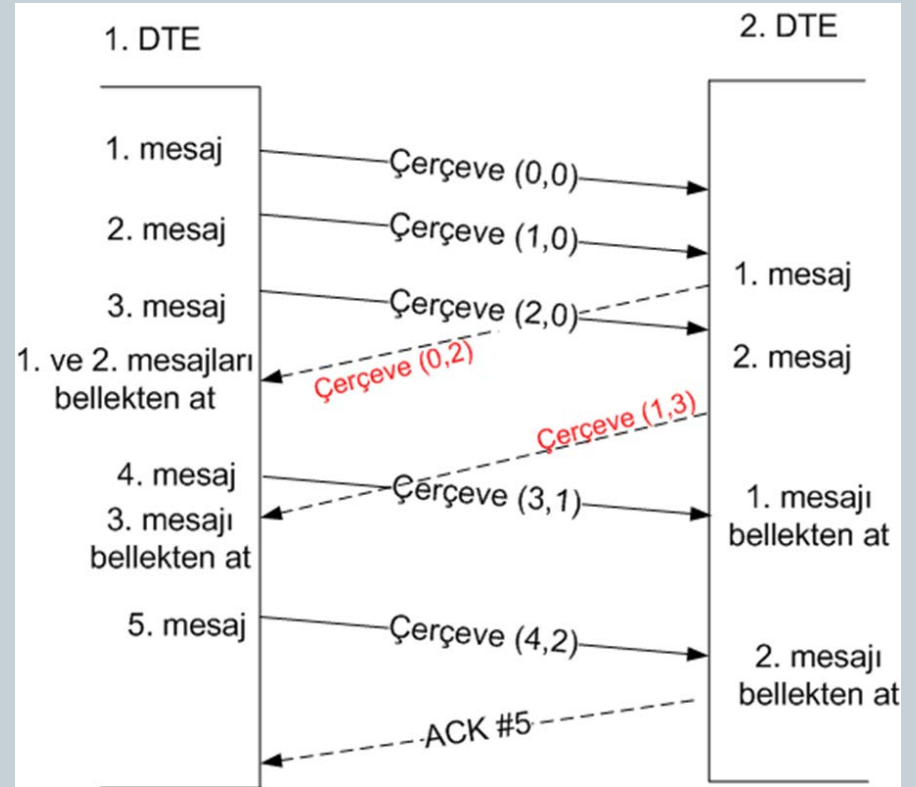 1. DTE
2. DTE
1. mesaj
Çerçeve (0,0)
2. mesaj
Çerçeve (1,0)
1. mesaj
3. mesaj
Çerçeve (2,0)
2. mesaj
1. ve 2. mesajları
bellekten at
Çerçeve (0,2)
Çerçeve (1,3)
4. mesaj
Çerçeve (3,1)
1. mesajı
bellekten at
3. mesajı
bellekten at
5. mesaj
Çerçeve (4,2)
2. mesajı
bellekten at
ACK #5